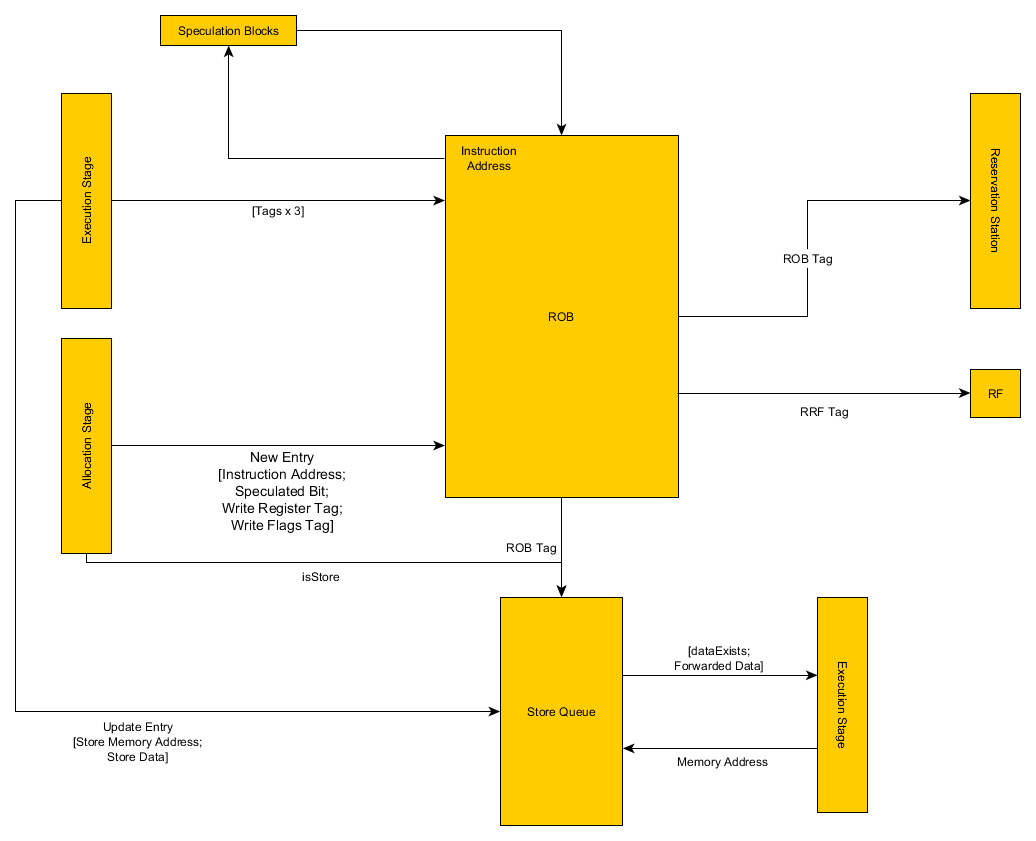 Speculation Blocks
Instruction
Address
Execution Stage
Reservation Station
[Tags x 3]
ROB Tag
ROB
RF
RRF Tag
Allocation Stage
New Entry
[Instruction Address;
Speculated Bit;
Write Register Tag;
Write Flags Tag]
ROB Tag
isStore
[dataExists;
Forwarded Data]
Execution Stage
Store Queue
Update Entry
[Store Memory Address;
Store Data]
Memory Address